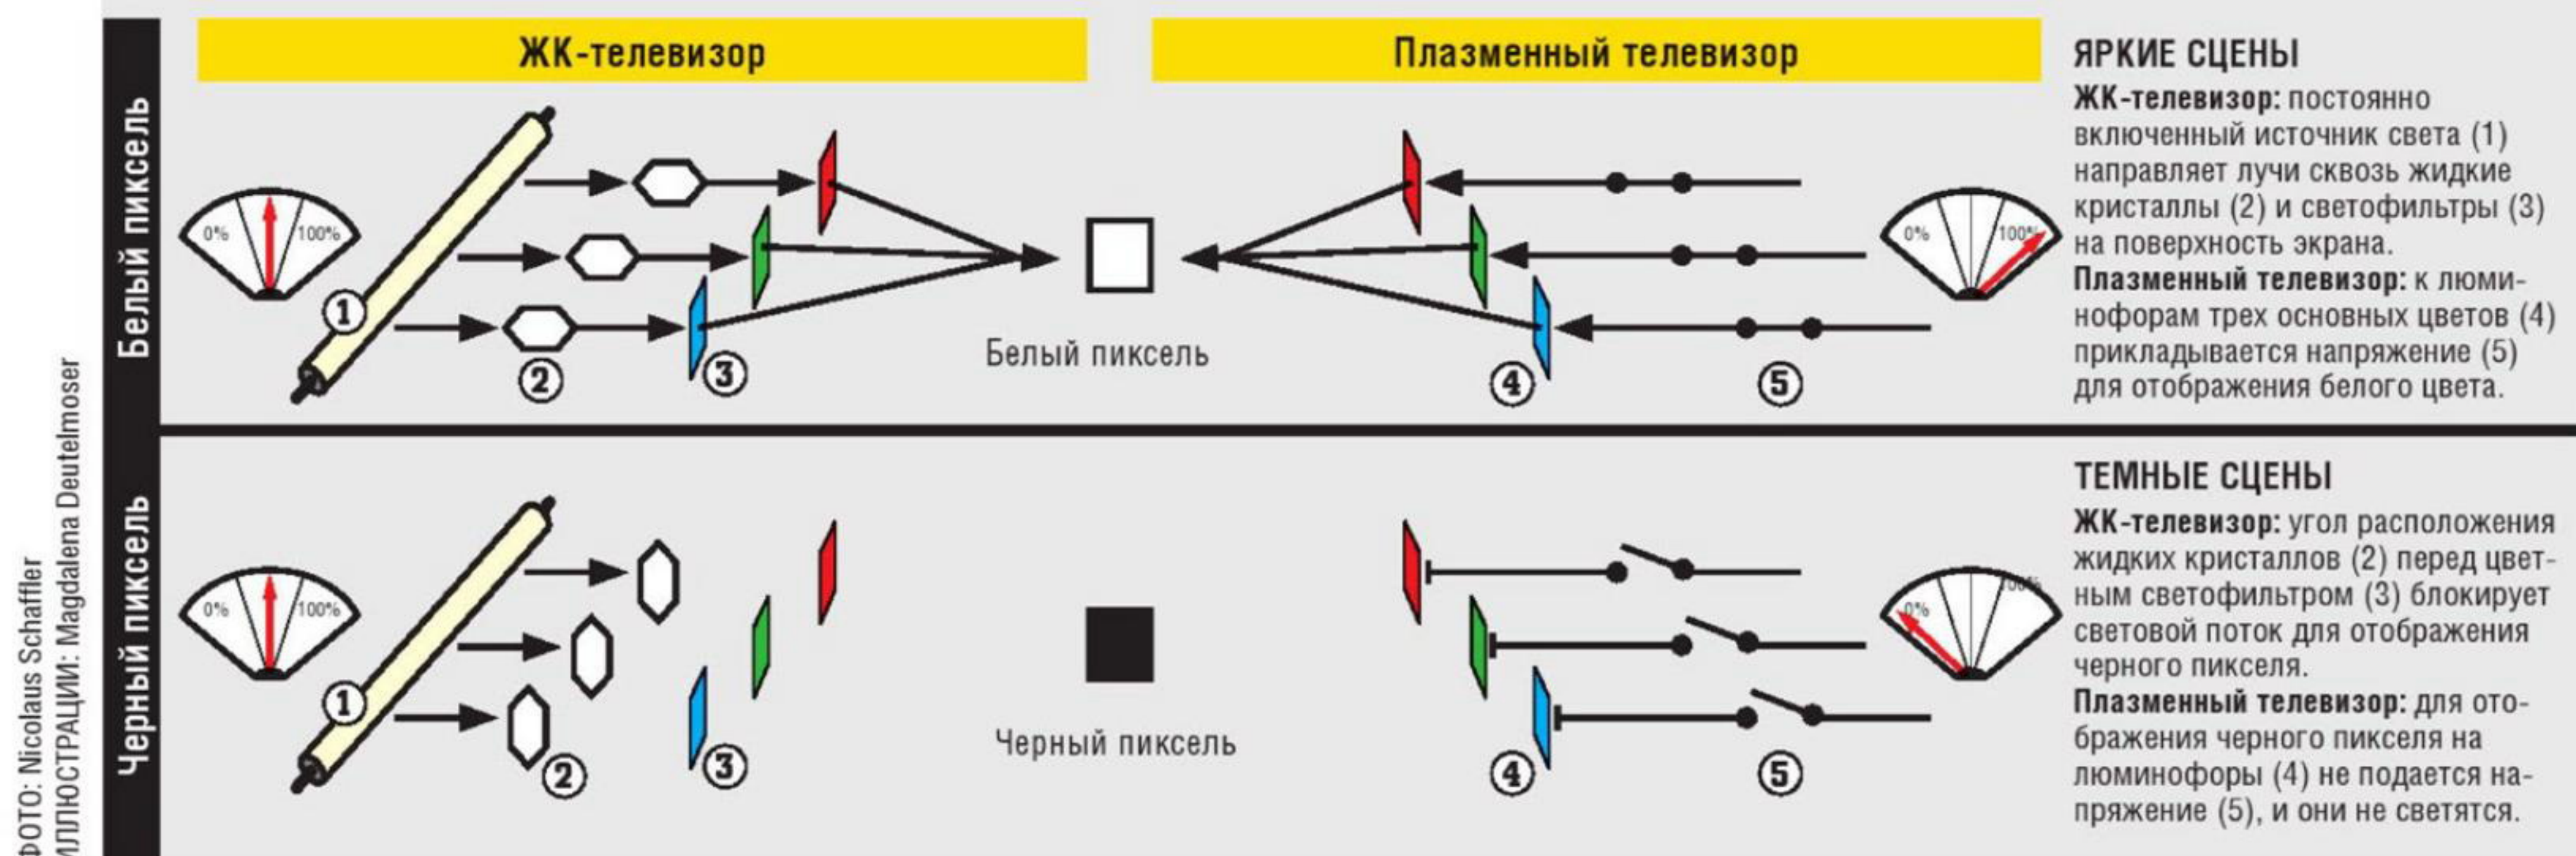 ЖК-телевизор
Плазменный телевизор
Белый пиксель
0%
100%
1
2
3
Белый пиксель
4
5
0%
100%
ЯРКИЕ СЦЕНЫ
ЖК-телевизор: постоянно
включенный источник света (1)
направляет лучи сквозь жидкие
кристаллы (2) и светофильтры (3)
на поверхность экрана.
Плазменный телевизор: к люми-
нофорам трех основных цветов (4)
прикладывается напряжение (5)
для отображения белого цвета.
Черный пиксель
0%
100%
1
2
3
Черный пиксель
4
5
0%
100%
ТЕМНЫЕ СЦЕНЫ
ЖК-телевизор: угол расположения
жидких кристаллов (2) перед цвет-
ным светофильтром (3) блокирует
световой поток для отображения
черного пикселя.
Плазменный телевизор: для ото-
бражения черного пикселя на
люминофоры (4) не подается на-
пряжение (5), и они не светятся.
ФОТО: Nicolaus Schäffler
ИЛЛЮСТРАЦИИ: Magdalena Deutelmoser